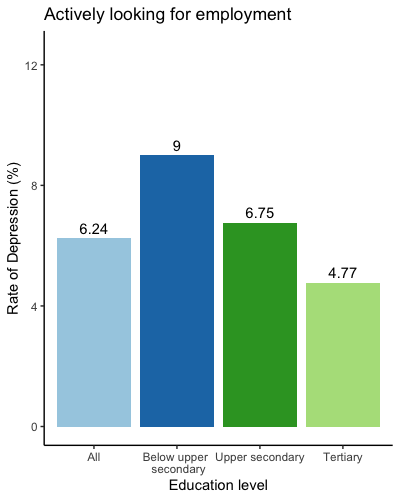 Actively looking for employment
12
8
4
0
Rate of Depression (%)
6.24
9
6.75
4.77
All
Below upper
secondary
Upper secondary
Tertiary
Education level